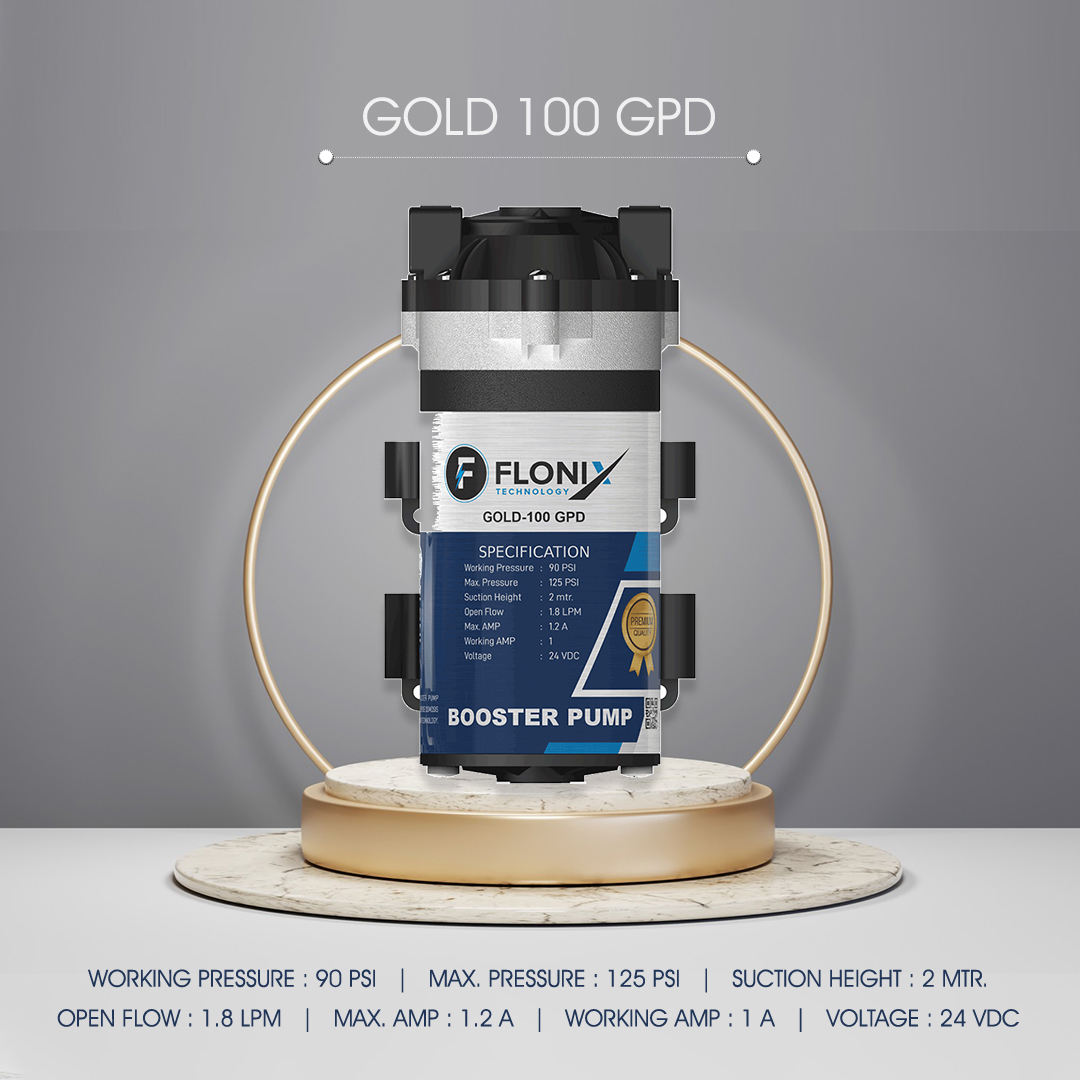 GOLD 100 GPD
F FLONIX
TECHNOLOGY
GOLD-100 GPD
SPECIFICATION
Working Pressure : 90 PSI
Max. Pressure : 125 PSI
Suction Height : 2 mtr.
Open Flow : 1.8 LPM
Max. AMP : 1.2 A
Working AMP : 1
Voltage : 24 VDC
PREMIUM
QUALITY
PUMP
OSMOSIS
BOOSTER PUMP
WORKING PRESSURE : 90 PSI | MAX. PRESSURE : 125 PSI | SUCTION HEIGHT : 2 MTR.
OPEN FLOW : 1.8 LPM | MAX. AMP : 1.2 A | WORKING AMP : 1 A | VOLTAGE : 24 VDC